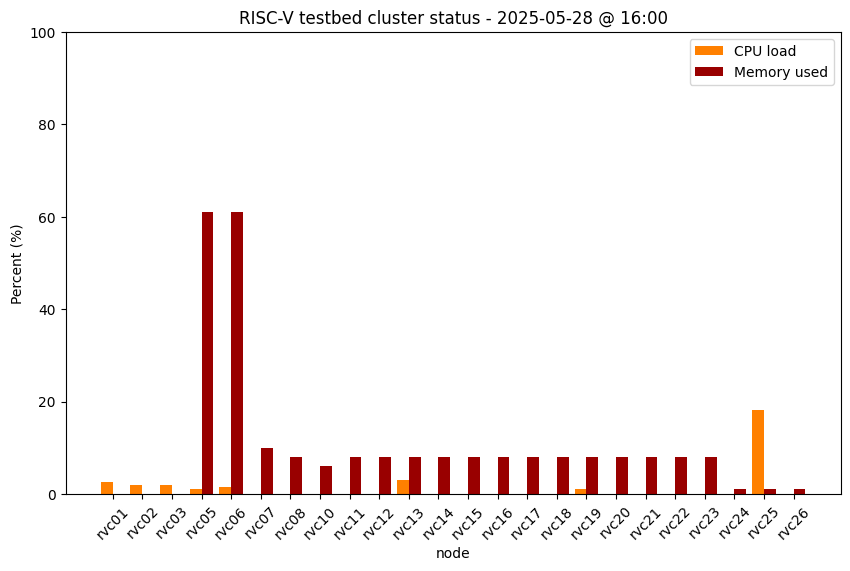 RISC-V testbed cluster status - 2025-05-28 @ 16:00
CPU load
Memory used
Percent (%)
100
80
60
40
20
0
rvc01 rvc02 rvc03 rvc05 rvc06 rvc07 rvc08 rvc10 rvc11 rvc12 rvc13 rvc14 rvc15 rvc16 rvc17 rvc18 rvc19 rvc20 rvc21 rvc22 rvc23 rvc24 rvc25 rvc26
node